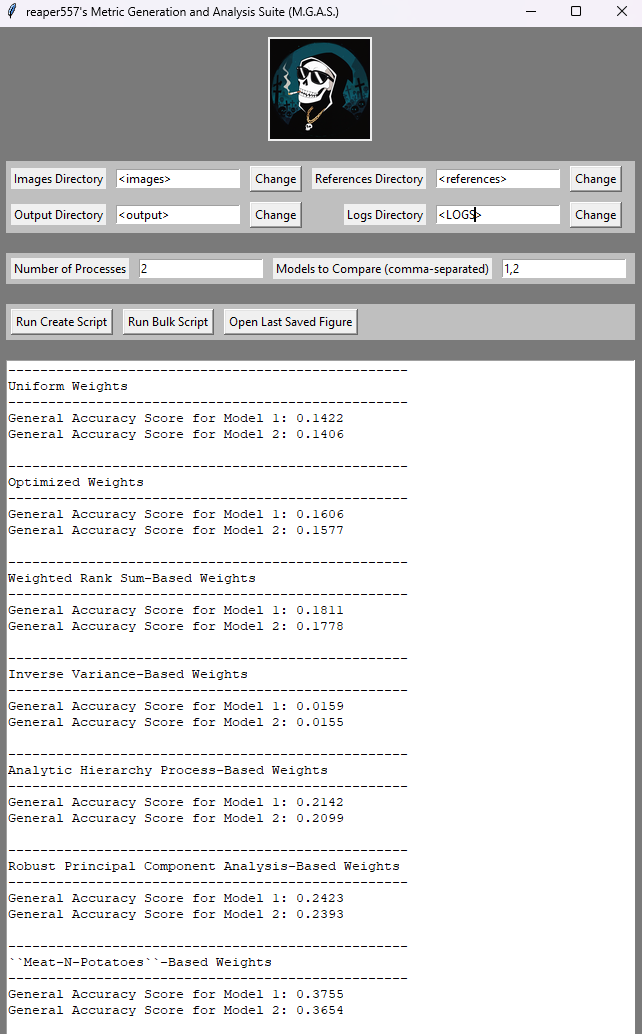 reaper557's Metric Generation and Analysis Suite (M.G.A.S.)
Images Directory <images> Change References Directory <references> Change
Output Directory <output> Change Logs Directory <LOGS> Change
Number of Processes 2 Models to Compare (comma-separated) 1,2
Run Create Script Run Bulk Script Open Last Saved Figure
--------------------------------------------------
Uniform Weights
--------------------------------------------------
General Accuracy Score for Model 1: 0.1422
General Accuracy Score for Model 2: 0.1406
--------------------------------------------------
Optimized Weights
--------------------------------------------------
General Accuracy Score for Model 1: 0.1606
General Accuracy Score for Model 2: 0.1577
--------------------------------------------------
Weighted Rank Sum-Based Weights
--------------------------------------------------
General Accuracy Score for Model 1: 0.1811
General Accuracy Score for Model 2: 0.1778
--------------------------------------------------
Inverse Variance-Based Weights
--------------------------------------------------
General Accuracy Score for Model 1: 0.0159
General Accuracy Score for Model 2: 0.0155
--------------------------------------------------
Analytic Hierarchy Process-Based Weights
--------------------------------------------------
General Accuracy Score for Model 1: 0.2142
General Accuracy Score for Model 2: 0.2099
--------------------------------------------------
Robust Principal Component Analysis-Based Weights
--------------------------------------------------
General Accuracy Score for Model 1: 0.2423
General Accuracy Score for Model 2: 0.2393
--------------------------------------------------
``Meat-N-Potatoes``-Based Weights
--------------------------------------------------
General Accuracy Score for Model 1: 0.3755
General Accuracy Score for Model 2: 0.3654